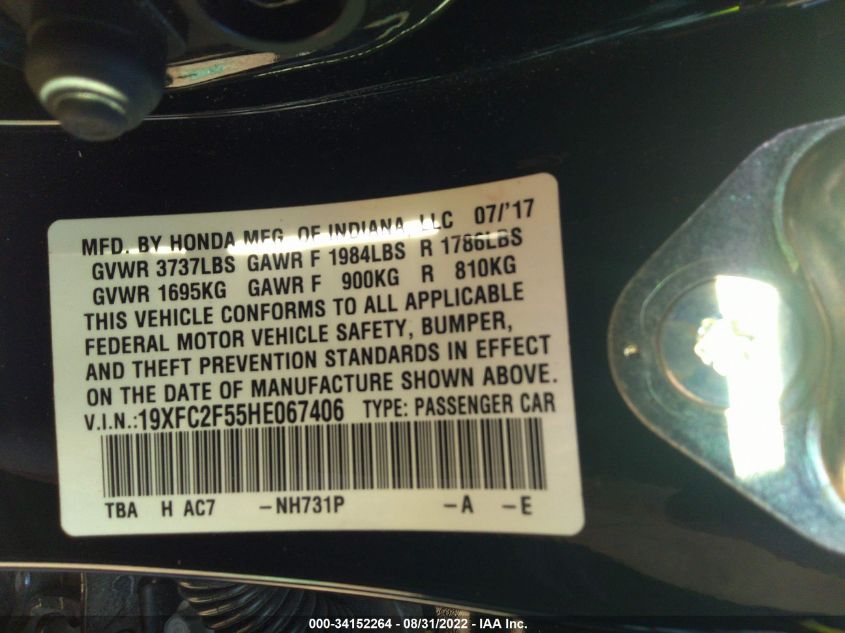 MFD. BY HONDA MFG. OF INDIANA, LLC 07/'17
GVWR 3737LBS GAWR F 1984LBS R 1786LBS
GVWR 1695KG GAWR F 900KG R 810KG
THIS VEHICLE CONFORMS TO ALL APPLICABLE
FEDERAL MOTOR VEHICLE SAFETY, BUMPER,
AND THEFT PREVENTION STANDARDS IN EFFECT
ON THE DATE OF MANUFACTURE SHOWN ABOVE.
V.I.N.:19XFC2F55HE067406 TYPE: PASSENGER CAR
TBA H AC7 -NH731P -A -E
000-34152264 - 08/31/2022 - IAA Inc.